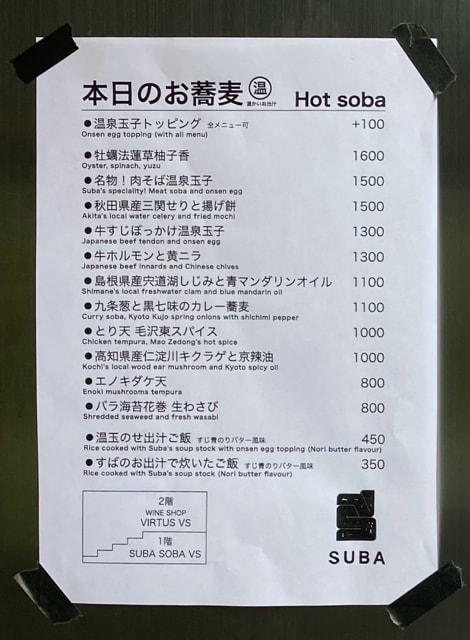 本日のお蕎麦 温 温かいお出汁 Hot soba
●温泉玉子トッピング 全メニュー可 +100
Onsen egg topping (with all menu)
●牡蠣法蓮草柚子香 1600
Oyster, spinach, yuzu
●名物！肉そば温泉玉子 1500
Suba's speciality! Meat soba and onsen egg
●秋田県産三関せりと揚げ餅 1500
Akita's local water celery and fried mochi
●牛すじぼっかけ温泉玉子 1300
Japanese beef tendon and onsen egg
●牛ホルモンと黄ニラ 1300
Japanese beef innards and Chinese chives
●島根県産宍道湖しじみと青マンダリンオイル 1100
Shimane's local freshwater clam and blue mandarin oil
●九条葱と黒七味のカレー蕎麦 1100
Curry soba, Kyoto Kujo spring onions with shichimi pepper
●とり天 毛沢東スパイス 1000
Chicken tempura, Mao Zedong's hot spice
●高知県産仁淀川キクラゲと京辣油 1000
Kochi's local wood ear mushroom and Kyoto spicy oil
●エノキダケ天 800
Enoki mushrooms tempura
●バラ海苔花巻 生わさび 800
Shredded seaweed and fresh wasabi
●温玉のせ出汁ご飯 すじ青のりバター風味 450
Rice cooked with Suba's soup stock with onsen egg topping (Nori butter flavour)
●すばのお出汁で炊いたご飯 すじ青のりバター風味 350
Rice cooked with Suba's soup stock (Nori butter flavour)
2階
WINE SHOP
VIRTUS VS
1階
SUBA SOBA VS
SUBA